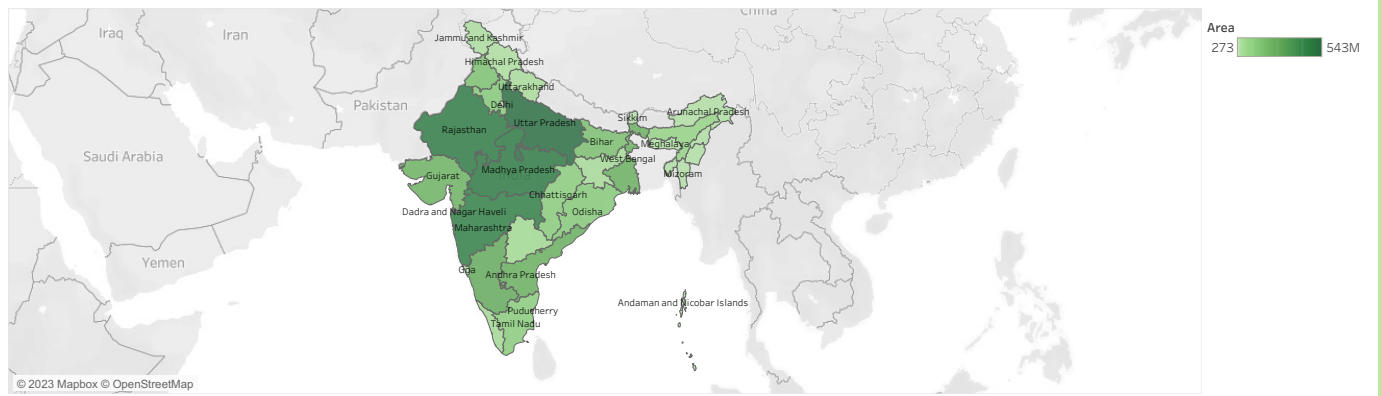 China
Iraq
Iran
Pakistan
Saudi Arabia
Yemen
Jammu and Kashmir
Himachal Pradesh
Uttarakhand
Delhi
Rajasthan
Uttar Pradesh
Sikkim
Arunachal Pradesh
Bihar
Meghalaya
West Bengal
Gujarat
Madhya Pradesh
Mizoram
Chhattisgarh
Dadra and Nagar Haveli
Odisha
Maharashtra
Goa
Andhra Pradesh
Andaman and Nicobar Islands
Puducherry
Tamil Nadu
© 2023 Mapbox © OpenStreetMap
Area
273 543M